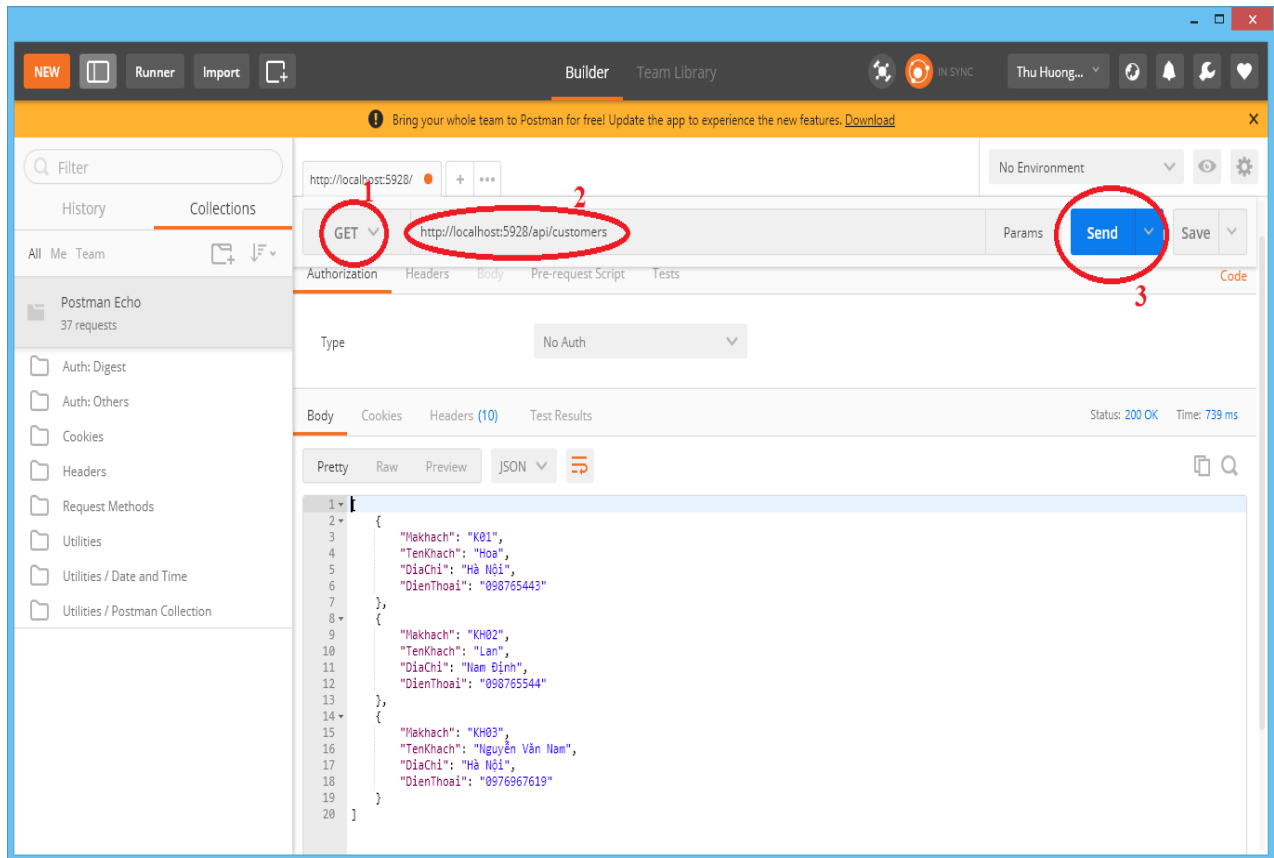 NEW Runner Import Builder Team Library IN SYNC Thu Huong...
Bring your whole team to Postman for free! Update the app to experience the new features. Download X
Filter
History Collections
All Me Team
Postman Echo
37 requests
Auth: Digest
Auth: Others
Cookies
Headers
Request Methods
Utilities
Utilities / Date and Time
Utilities / Postman Collection
http://localhost:5928/ + •••
No Environment
1 2
GET http://localhost:5928/api/customers Params Send Save
3
Authorization Headers Body Pre-request Script Tests Code
Type No Auth
Body Cookies Headers (10) Test Results Status: 200 OK Time: 739 ms
Pretty Raw Preview JSON
1 [
2 {
3 "Makhach": "K01",
4 "TenKhach": "Hoa",
5 "DiaChi": "Hà Nội",
6 "DienThoai": "098765443"
7 },
8 {
9 "Makhach": "KH02",
10 "TenKhach": "Lan",
11 "DiaChi": "Nam Định",
12 "DienThoai": "098765544"
13 },
14 {
15 "Makhach": "KH03",
16 "TenKhach": "Nguyễn Văn Nam",
17 "DiaChi": "Hà Nội",
18 "DienThoai": "0976967619"
19 }
20 ]